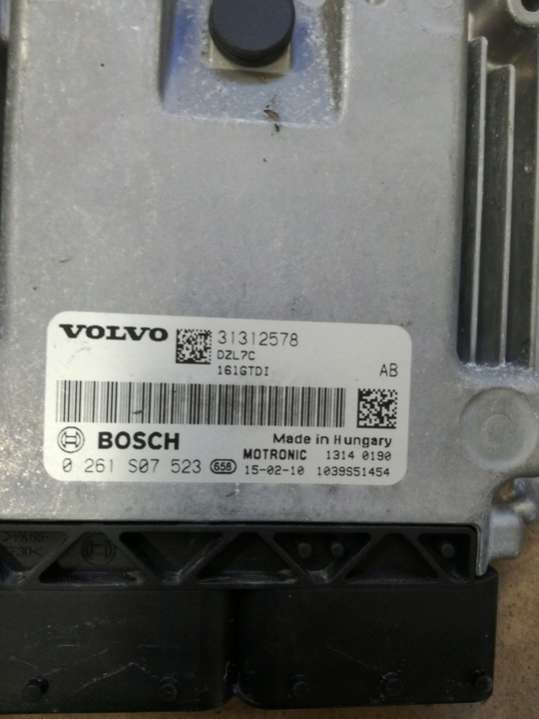 VOLVO 31312578
DZL7C
161GTDI AB
BOSCH Made in Hungary
MOTRONIC 1314 0190
0 261 S07 523 656 15-02-10 1039S51454